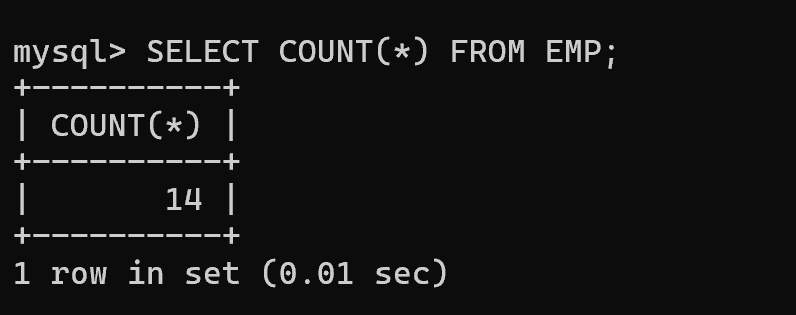 mysql> SELECT COUNT(*) FROM EMP;
+----------+
| COUNT(*) |
+----------+
|       14 |
+----------+
1 row in set (0.01 sec)